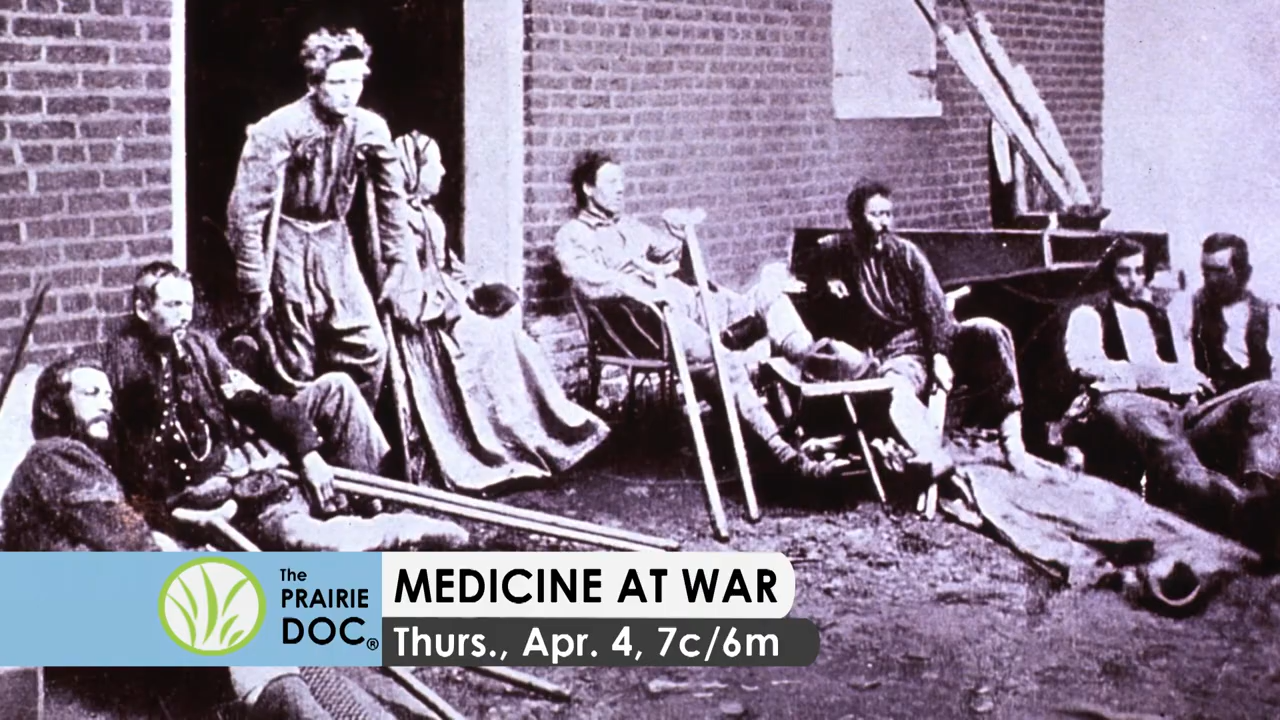 The
PRAIRIE
DOC®
MEDICINE AT WAR
Thurs., Apr. 4, 7c/6m